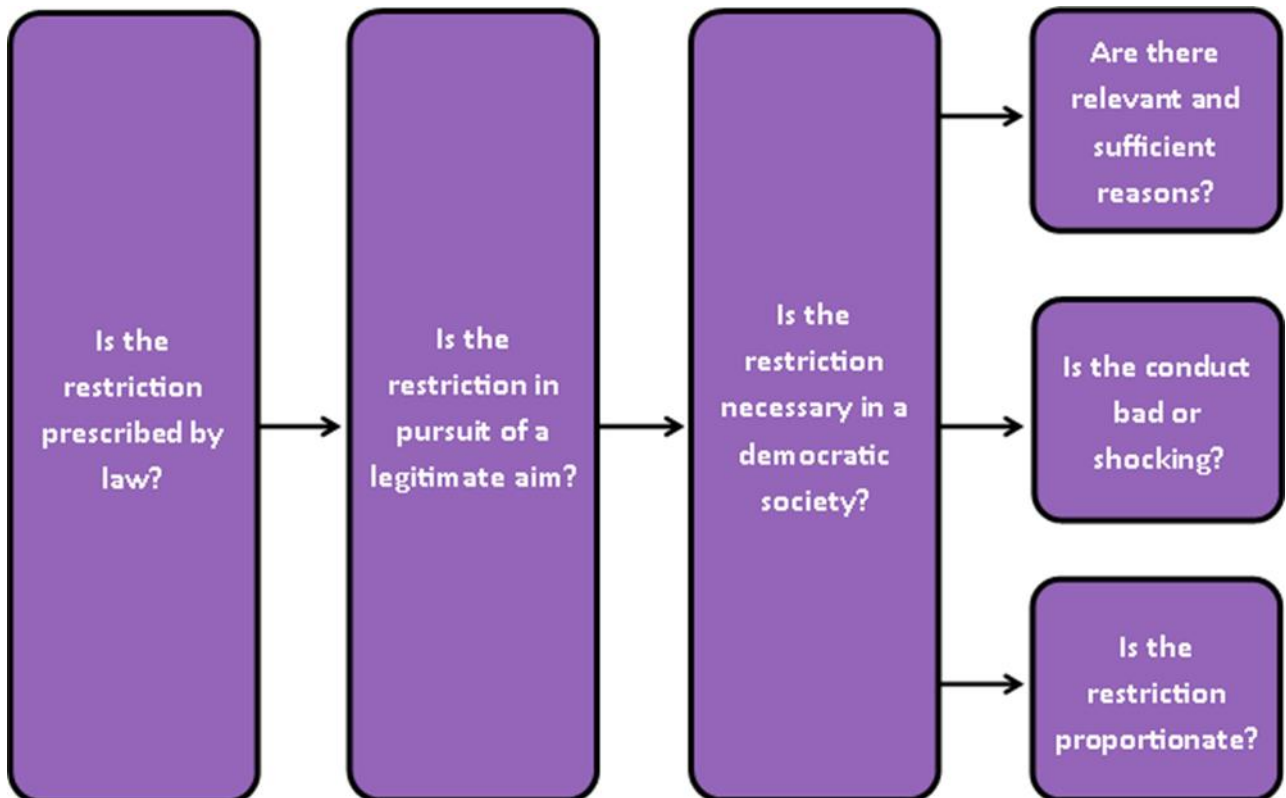 Is the
restriction
prescribed by
law?
Is the
restriction in
pursuit of a
legitimate aim?
Is the
restriction
necessary in a
democratic
society?
Are there
relevant and
sufficient
reasons?
Is the conduct
bad or
shocking?
Is the
restriction
proportionate?